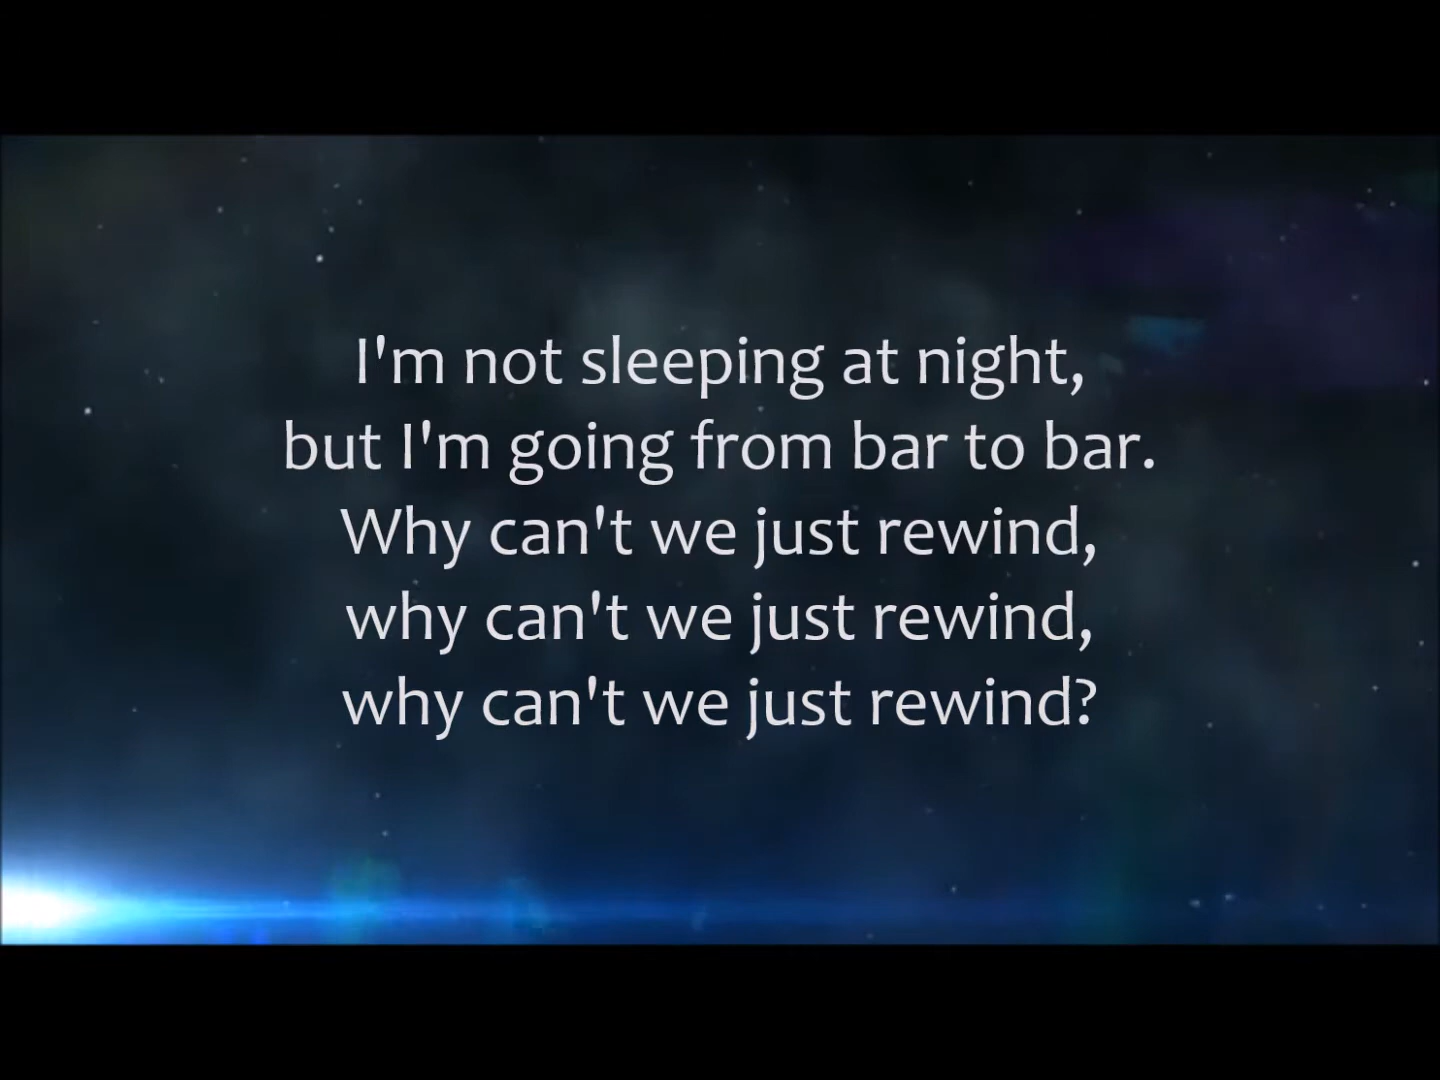 I'm not sleeping at night,
but I'm going from bar to bar.
Why can't we just rewind,
why can't we just rewind,
why can't we just rewind?